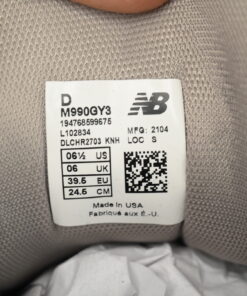 D
M990GY3
194768599675
L102834
DLCHR2703 KNH
NB
MFG: 2104
LOC S
06½ US
06 UK
39.5 EU
24.5 CM
Made in USA
Fabriqué aux É.-U.